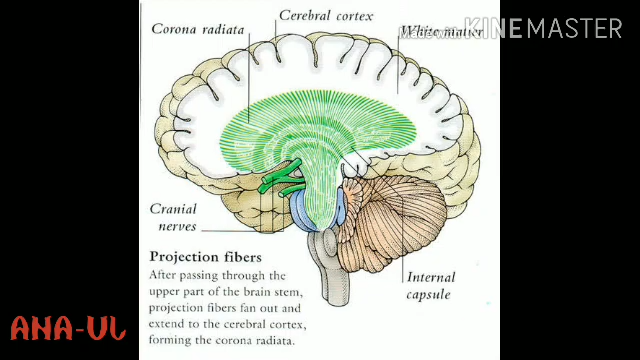 Cerebral cortex
Corona radiata
Made with KINEMASTER
White matter
Cranial
nerves
Projection fibers
After passing through the
upper part of the brain stem,
projection fibers fan out and
extend to the cerebral cortex,
forming the corona radiata.
Internal
capsule
ANA-UL